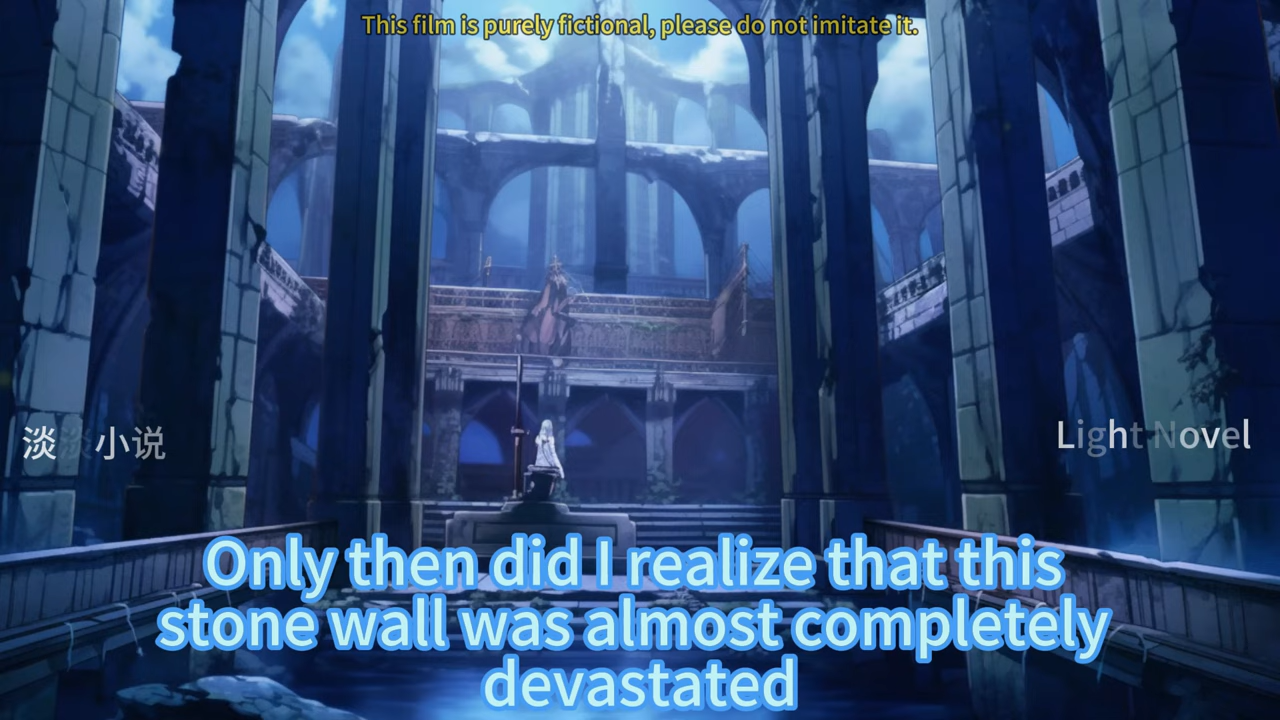 This film is purely fictional, please do not imitate it.
淡淡小说
Light Novel
Only then did I realize that this
stone wall was almost completely
devastated